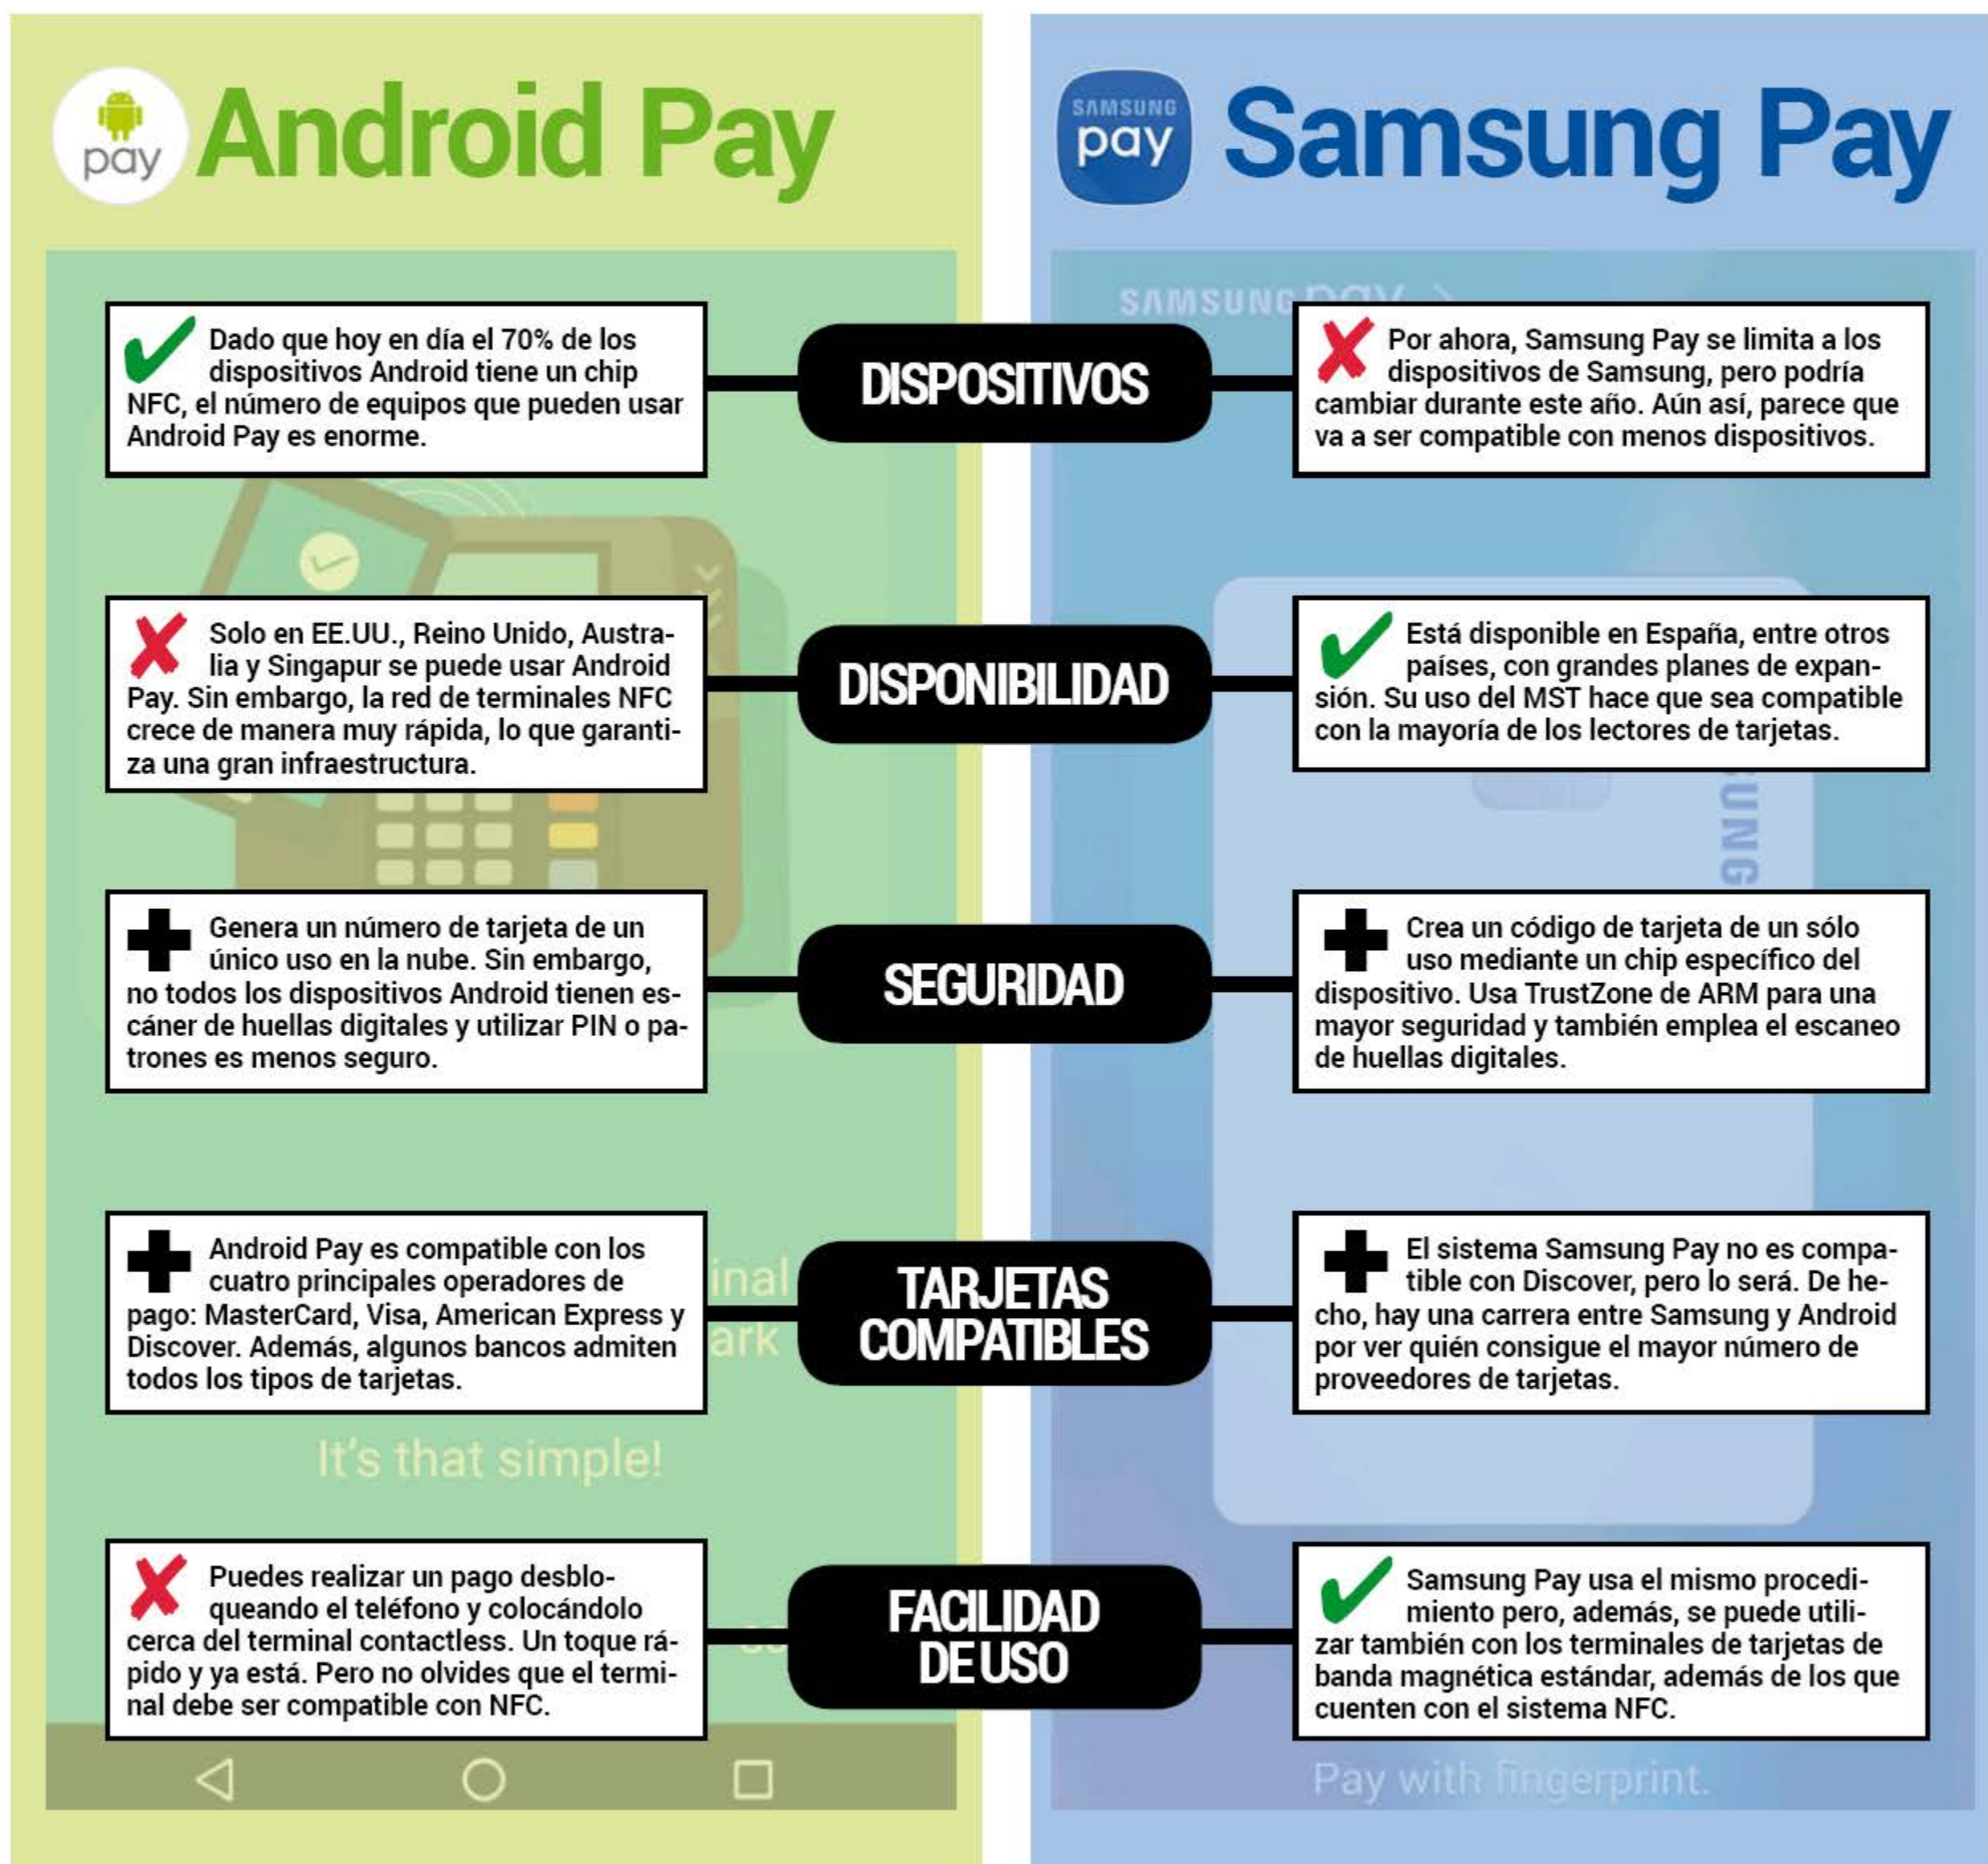 pay
Android Pay
SAMSUNG
pay
Samsung Pay
SAMSUNG pay
Dado que hoy en día el 70% de los
dispositivos Android tiene un chip
NFC, el número de equipos que pueden usar
Android Pay es enorme.
DISPOSITIVOS
Por ahora, Samsung Pay se limita a los
dispositivos de Samsung, pero podría
cambiar durante este año. Aún así, parece que
va a ser compatible con menos dispositivos.
Solo en EE.UU., Reino Unido, Austra-
lia y Singapur se puede usar Android
Pay. Sin embargo, la red de terminales NFC
crece de manera muy rápida, lo que garanti-
za una gran infraestructura.
DISPONIBILIDAD
Está disponible en España, entre otros
países, con grandes planes de expan-
sión. Su uso del MST hace que sea compatible
con la mayoría de los lectores de tarjetas.
UNG
Genera un número de tarjeta de un
único uso en la nube. Sin embargo,
no todos los dispositivos Android tienen es-
cáner de huellas digitales y utilizar PIN o pa-
trones es menos seguro.
SEGURIDAD
Crea un código de tarjeta de un sólo
uso mediante un chip específico del
dispositivo. Usa TrustZone de ARM para una
mayor seguridad y también emplea el escaneo
de huellas digitales.
Android Pay es compatible con los
cuatro principales operadores de
pago: MasterCard, Visa, American Express y
Discover. Además, algunos bancos admiten
todos los tipos de tarjetas.
inal
ark
TARJETAS
COMPATIBLES
El sistema Samsung Pay no es compa-
tible con Discover, pero lo será. De he-
cho, hay una carrera entre Samsung y Android
por ver quién consigue el mayor número de
proveedores de tarjetas.
It's that simple!
Puedes realizar un pago desblo-
queando el teléfono y colocándolo
cerca del terminal contactless. Un toque rá-
pido y ya está. Pero no olvides que el termi-
nal debe ser compatible con NFC.
FACILIDAD
DE USO
Samsung Pay usa el mismo procedi-
miento pero, además, se puede utili-
zar también con los terminales de tarjetas de
banda magnética estándar, además de los que
cuenten con el sistema NFC.
Pay with fingerprint.